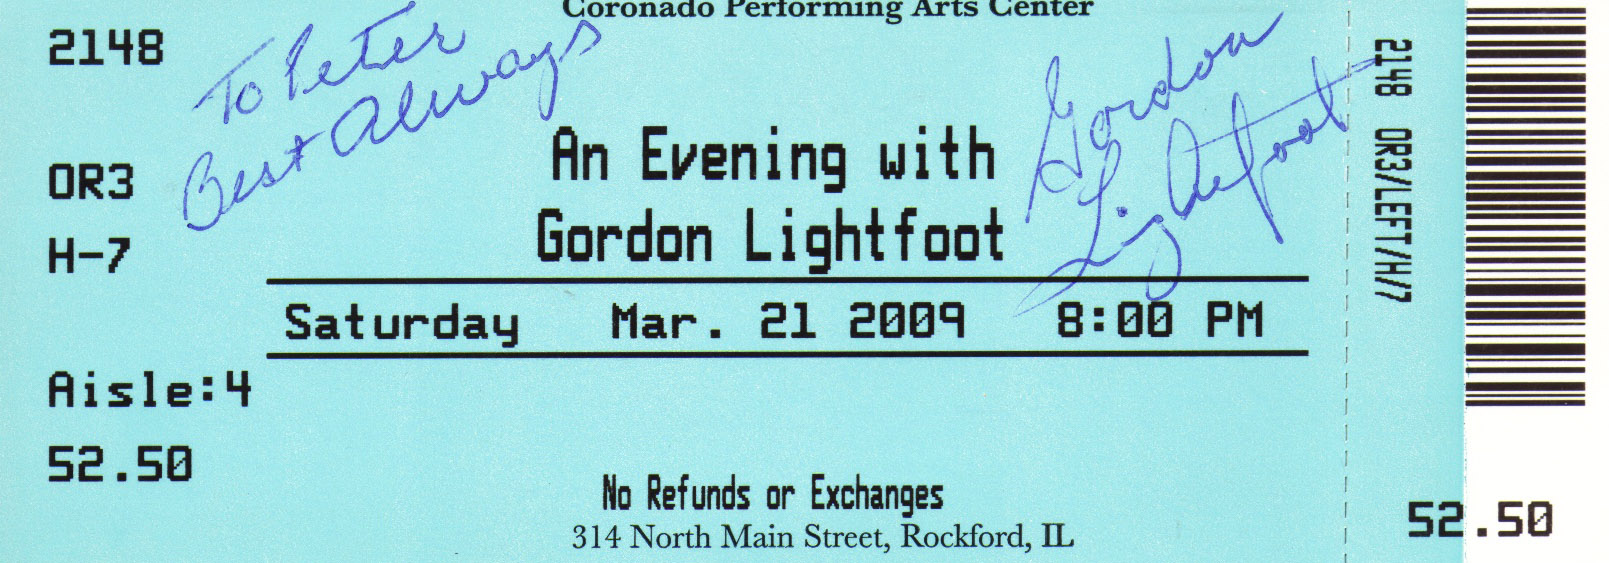 Coronado Performing Arts Center
2148
To Peter
Best Always
Gordon
Lightfoot
OR3
H-7
An Evening with
Gordon Lightfoot
Saturday Mar. 21 2009 8:00 PM
Aisle:4
52.50
No Refunds or Exchanges
314 North Main Street, Rockford, IL
2148 OR3/LEFT/H/7
52.50